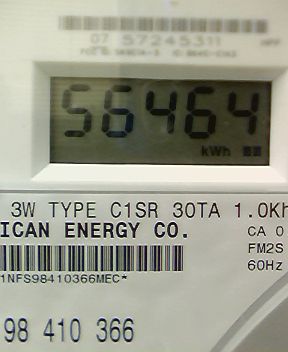 07 57245311
56464
kWh
3W TYPE C1SR 30TA 1.0Kh
ICAN ENERGY CO. CA 0
FM2S
60Hz
1NFS98410366MEC*
98 410 366